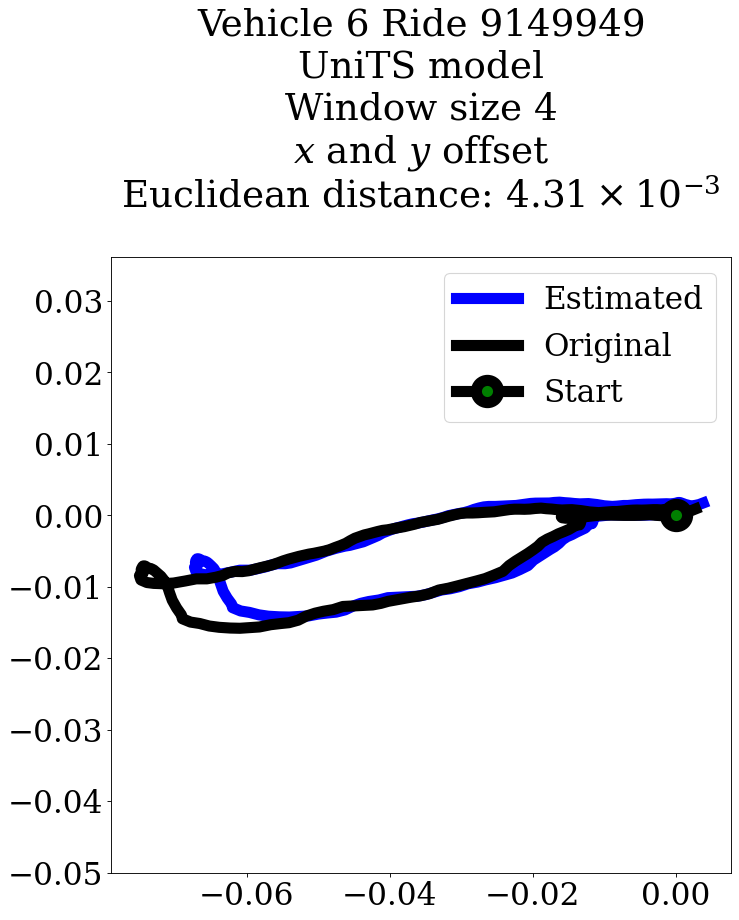 Vehicle 6 Ride 9149949
UniTS model
Window size 4
x and y offset
Euclidean distance: 4.31 × 10⁻³
Estimated
Original
Start
0.03
0.02
0.01
0.00
−0.01
−0.02
−0.03
−0.04
−0.05
−0.06 −0.04 −0.02 0.00